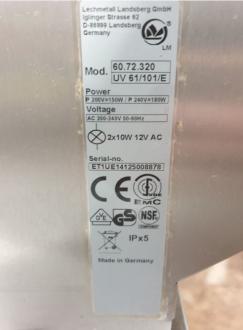 Lechmetall Landsberg GmbH
Iglinger Strasse 62
D-86899 Landsberg
Germany
LM
Mod. 60.72.320
UV 61/101/E
Power
P 200V=150W / P 240V=180W
Voltage
AC 200-240V 50-60Hz
2x10W 12V AC
Serial-no.
ET1UE14125008878
CE
EMC
GS
NSF
IPx5
Made in Germany